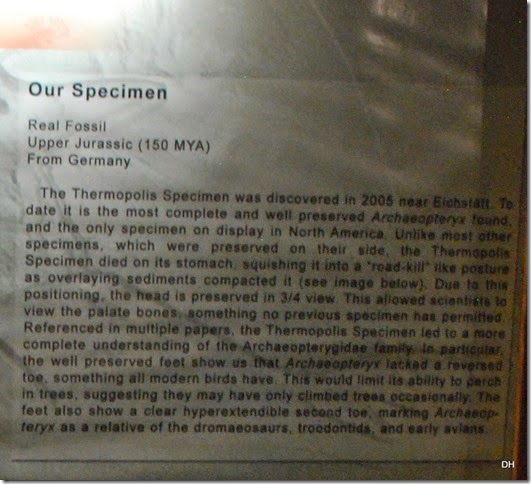 Our Specimen
Real Fossil
Upper Jurassic (150 MYA)
From Germany
The Thermopolis Specimen was discovered in 2005 near Eichstätt. To
date it is the most complete and well preserved Archaeopteryx found,
and the only specimen on display in North America. Unlike most other
specimens, which were preserved on their side, the Thermopolis
Specimen died on its stomach, squishing it into a "road-kill" like posture
as overlaying sediments compacted it (see image below). Due to this
positioning, the head is preserved in 3/4 view. This allowed scientists to
view the palate bones, something no previous specimen has permitted.
Referenced in multiple papers, the Thermopolis Specimen led to a more
complete understanding of the Archaeopterygidae family. In particular,
the well preserved feet show us that Archaeopteryx lacked a reversed
toe, something all modern birds have. This would limit its ability to perch
in trees, suggesting they may have only climbed trees occasionally. The
feet also show a clear hyperextendible second toe, marking Archaeop-
teryx as a relative of the dromaeosaurs, troodontids, and early avians.
DH